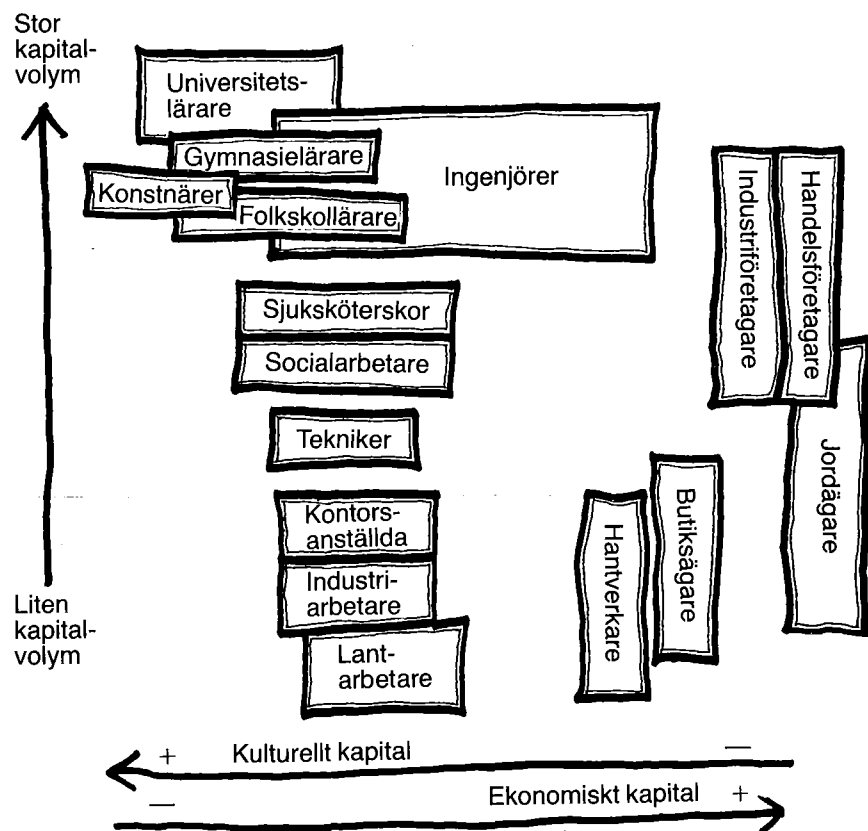 Stor
kapital-
volym
Universitets-
lärare
Gymnasielärare
Ingenjörer
Konstnärer
Folkskollärare
Industriföretagare
Handelsföretagare
Sjuksköterskor
Socialarbetare
Tekniker
Jordägare
Kontors-
anställda
Butiksägare
Hantverkare
Industri-
arbetare
Liten
kapital-
volym
Lant-
arbetare
+ Kulturellt kapital —
— Ekonomiskt kapital +